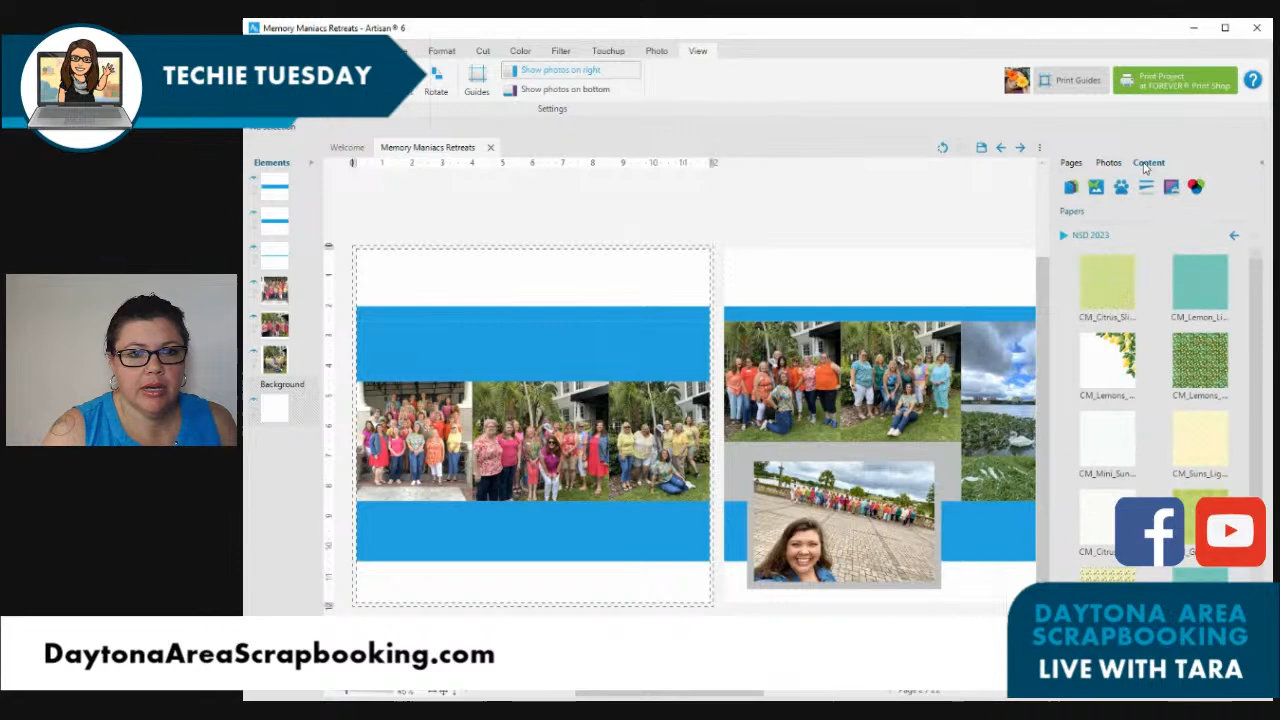 Memory Maniacs Retreats - Artisan® 6
TECHIE TUESDAY
Format
Cut
Color
Filter
Touchup
Photo
View
Rotate
Guides
Show photos on right
Show photos on bottom
Settings
Print Guides
Print Project
at FOREVER® Print Shop
Welcome
Memory Maniacs Retreats
Elements
Background
Pages
Photos
Content
Papers
NSD 2023
CM_Citrus_Sli...
CM_Lemon_Li...
CM_Lemons_...
CM_Lemons_...
CM_Mini_Sun...
CM_Suns_Lig...
CM_Citrus_
DaytonaAreaScrapbooking.com
DAYTONA AREA
SCRAPBOOKING
LIVE WITH TARA